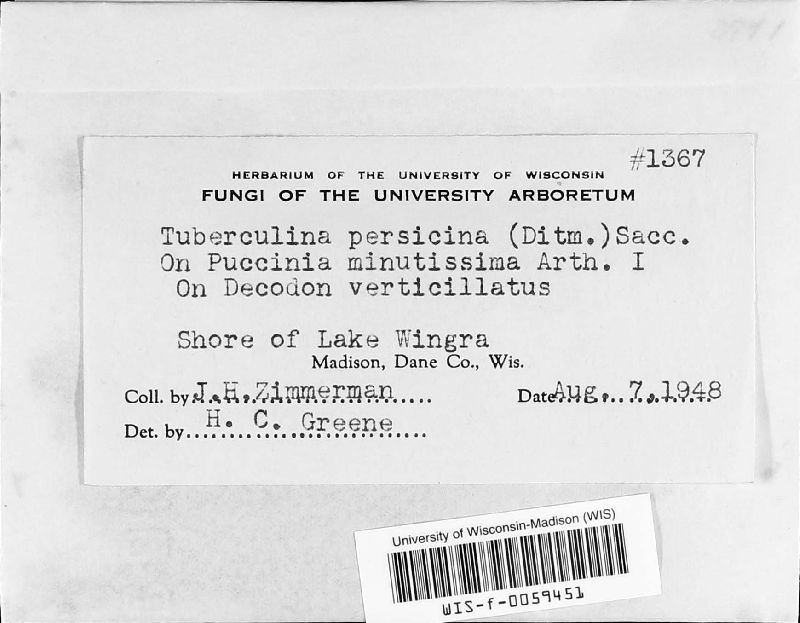 #1367
HERBARIUM OF THE UNIVERSITY OF WISCONSIN
FUNGI OF THE UNIVERSITY ARBORETUM
Tuberculina persicina (Ditm.)Sacc.
On Puccinia minutissima Arth. I
On Decodon verticillatus
Shore of Lake Wingra
Madison, Dane Co., Wis.
Coll. by J.H.Zimmerman Date Aug. 7, 1948
Det. by H. C. Greene
University of Wisconsin-Madison (WIS)
WIS-f-0059451